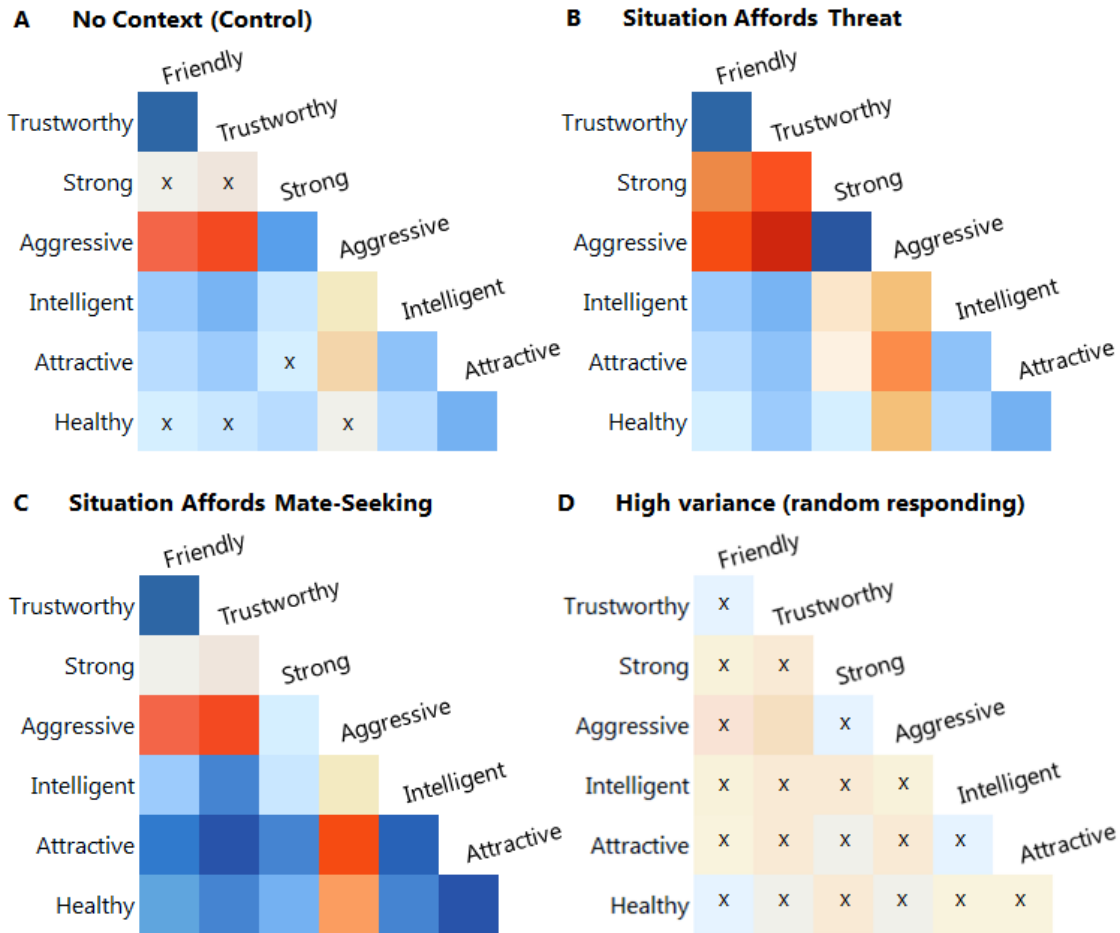 A No Context (Control)
Friendly
Trustworthy Trustworthy
Strong x x Strong
Aggressive Aggressive
Intelligent Intelligent
Attractive x Attractive
Healthy x x x
B Situation Affords Threat
Friendly
Trustworthy Trustworthy
Strong Strong
Aggressive Aggressive
Intelligent Intelligent
Attractive Attractive
Healthy
C Situation Affords Mate-Seeking
Friendly
Trustworthy Trustworthy
Strong Strong
Aggressive Aggressive
Intelligent Intelligent
Attractive Attractive
Healthy
D High variance (random responding)
Friendly
Trustworthy x Trustworthy
Strong x x Strong
Aggressive x x Aggressive
Intelligent x x x x Intelligent
Attractive x x x x x Attractive
Healthy x x x x x x